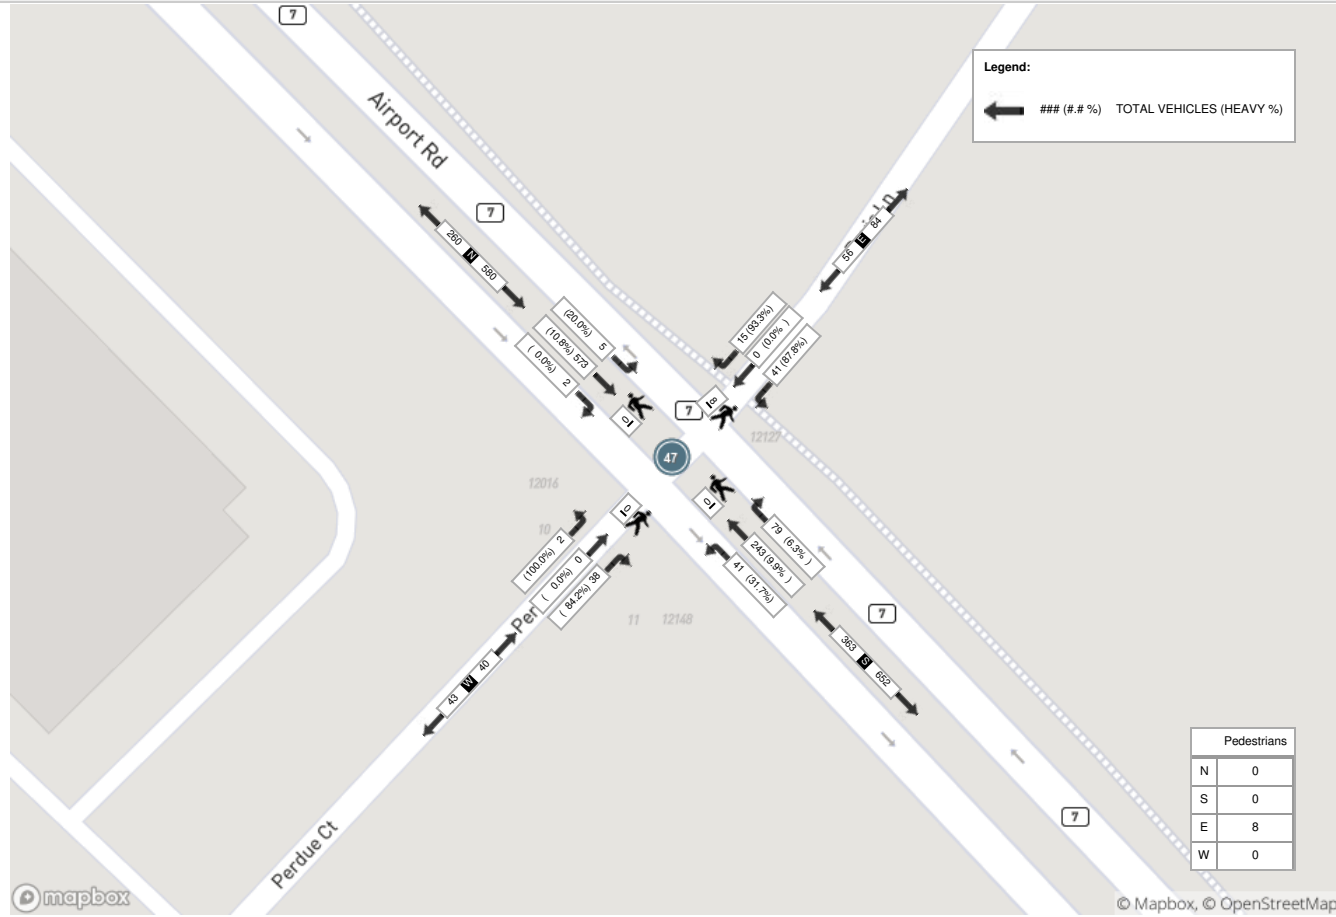 7
Legend:
### (#.# %) TOTAL VEHICLES (HEAVY %)
Airport Rd
7
260 N 580
56 E 84
(20.0%) 5
(10.8%) 573
( 0.0%) 2
15 (93.3%)
0 (0.0% )
41 (87.8%)
0
8
7
12127
47
12016
10
0
0
(100.0%) 2
( 0.0%) 0
( 84.2%) 38
79 (6.3% )
243 (9.9% )
41 (31.7%)
11
12148
7
43 W 40
363 S 652
Pedestrians
N 0
S 0
E 8
W 0
7
Perdue Ct
mapbox
© Mapbox, © OpenStreetMap